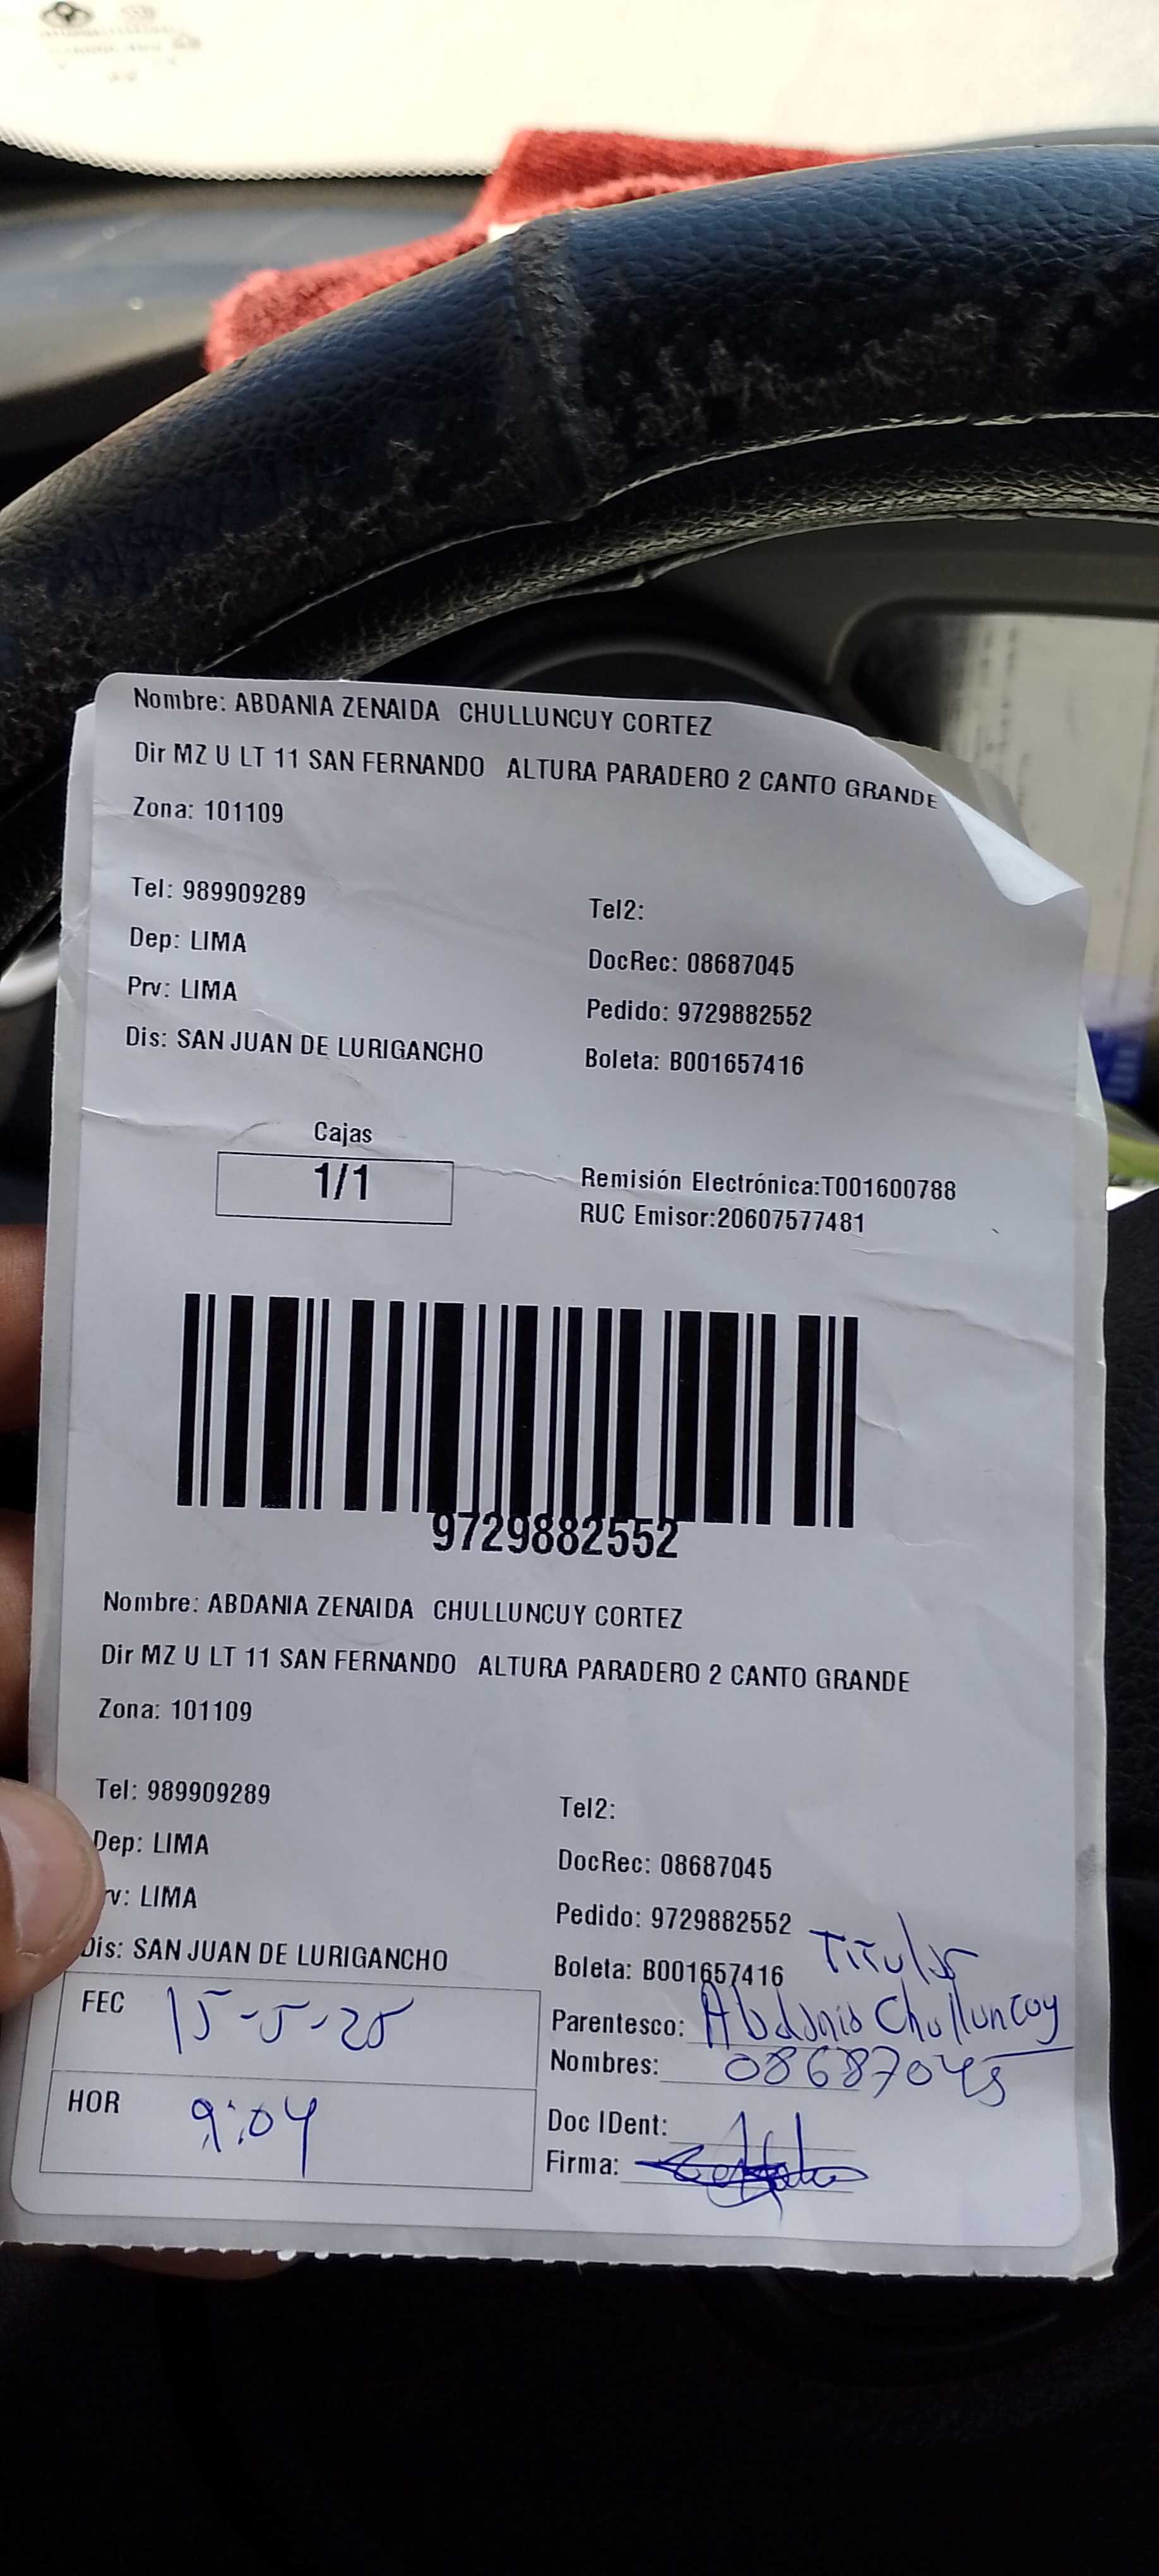 Nombre: ABDANIA ZENAIDA CHULLUNCUY CORTEZ
Dir MZ U LT 11 SAN FERNANDO ALTURA PARADERO 2 CANTO GRANDE
Zona: 101109
Tel: 989909289
Tel2:
Dep: LIMA
DocRec: 08687045
Prv: LIMA
Pedido: 9729882552
Dis: SAN JUAN DE LURIGANCHO
Boleta: B001657416
Cajas
1/1
Remisión Electrónica:T001600788
RUC Emisor:20607577481
9729882552
Nombre: ABDANIA ZENAIDA CHULLUNCUY CORTEZ
Dir MZ U LT 11 SAN FERNANDO ALTURA PARADERO 2 CANTO GRANDE
Zona: 101109
Tel: 989909289
Tel2:
Dep: LIMA
DocRec: 08687045
rv: LIMA
Pedido: 9729882552
Dis: SAN JUAN DE LURIGANCHO
Boleta: B001657416
Titular
FEC 15-5-25
Parentesco: Abdania Chulluncoy
Nombres: 08687045
HOR 9:04
Doc IDent:
Firma: